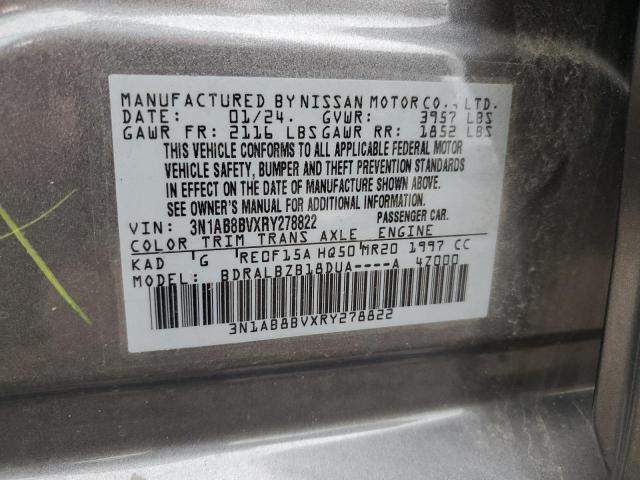 MANUFACTURED BY NISSAN MOTOR CO., LTD.
DATE: 01/24. GVWR: 3957 LBS
GAWR FR: 2116 LBS GAWR RR: 1852 LBS
THIS VEHICLE CONFORMS TO ALL APPLICABLE FEDERAL MOTOR
VEHICLE SAFETY, BUMPER AND THEFT PREVENTION STANDARDS
IN EFFECT ON THE DATE OF MANUFACTURE SHOWN ABOVE.
SEE OWNER'S MANUAL FOR ADDITIONAL INFORMATION.
VIN: 3N1AB8BVXRY278822 PASSENGER CAR.
COLOR TRIM TRANS AXLE ENGINE
KAD G RE0F15A HQ50 MR20 1997 CC
MODEL: BDRALBZB18DUA----A 4Z000
3N1AB8BVXRY278822